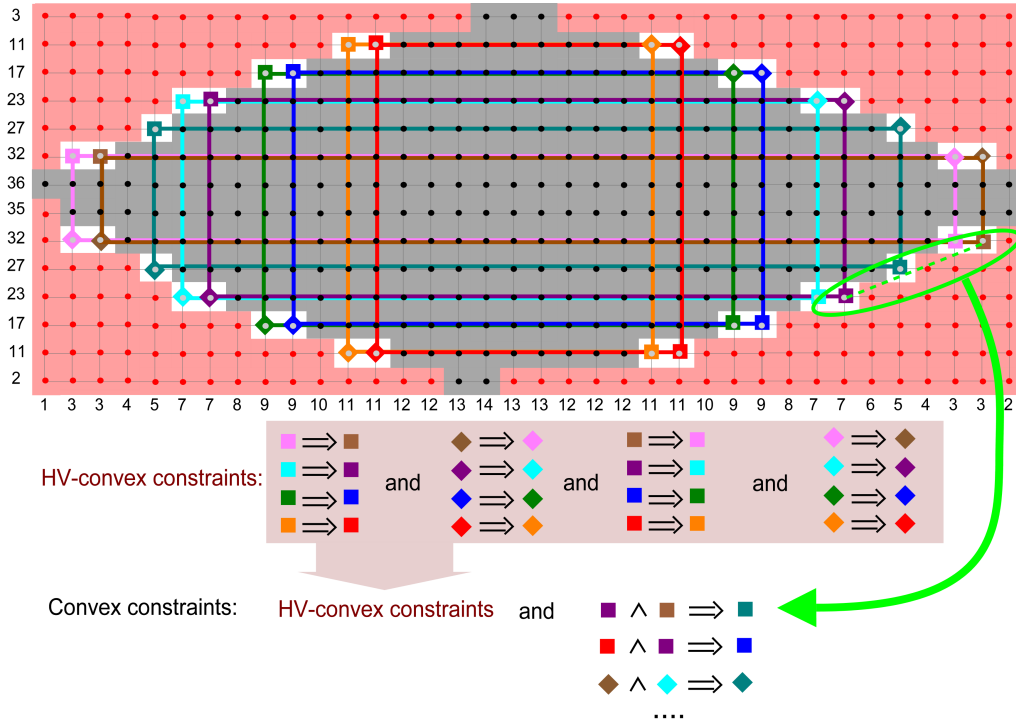 3
11
17
23
27
32
36
35
32
27
23
17
11
2
1 3 3 4 5 7 7 8 9 9 10 11 11 12 12 13 14 13 13 12 12 12 11 11 10 9 9 8 7 7 6 5 4 3 3 2
⇒ ⇒ ⇒ ⇒
HV-convex constraints: ⇒ and ⇒ and ⇒ and ⇒
⇒ ⇒ ⇒ ⇒
⇒ ⇒ ⇒ ⇒
Convex constraints: HV-convex constraints and ∧ ⇒
∧ ⇒
∧ ⇒
....